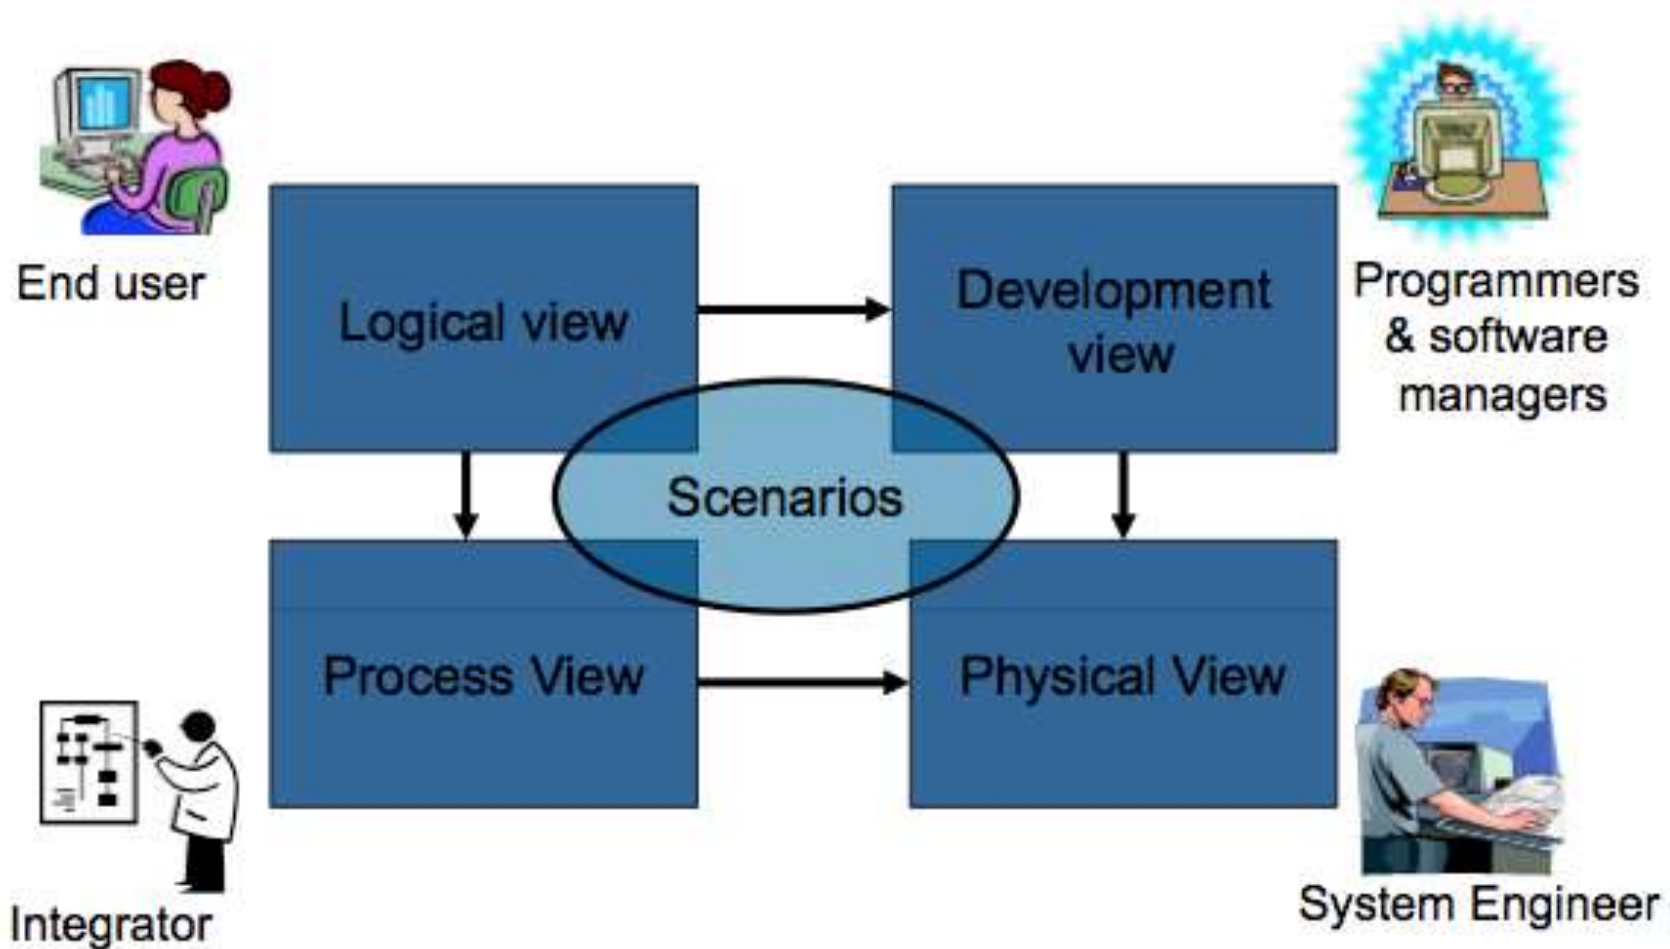 End user
Logical view
Development
view
Programmers
& software
managers
Scenarios
Process View
Physical View
Integrator
System Engineer